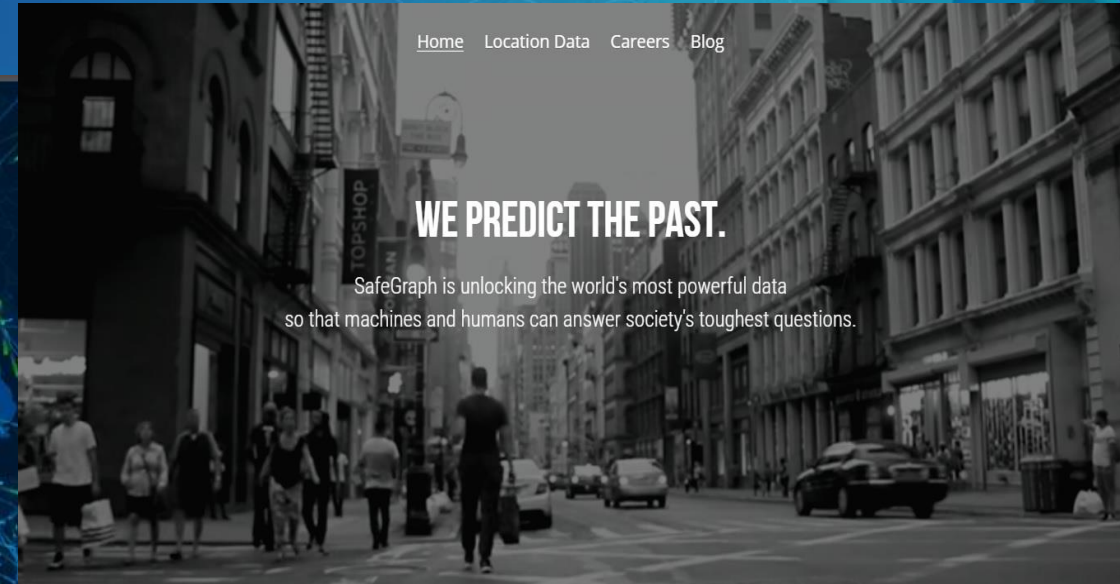 Home Location Data Careers Blog
WE PREDICT THE PAST.
SafeGraph is unlocking the world's most powerful data
so that machines and humans can answer society's toughest questions.
TOPSHOP